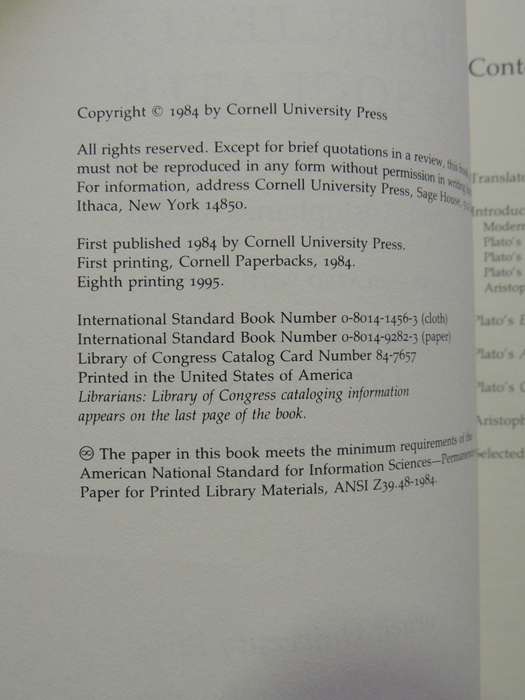 Copyright © 1984 by Cornell University Press
All rights reserved. Except for brief quotations in a review, this book,
must not be reproduced in any form without permission in writing
For information, address Cornell University Press, Sage House,
Ithaca, New York 14850.
First published 1984 by Cornell University Press.
First printing, Cornell Paperbacks, 1984.
Eighth printing 1995.
International Standard Book Number 0-8014-1456-3 (cloth)
International Standard Book Number 0-8014-9282-3 (paper)
Library of Congress Catalog Card Number 84-7657
Printed in the United States of America
Librarians: Library of Congress cataloging information
appears on the last page of the book.
The paper in this book meets the minimum requirements of the
American National Standard for Information Sciences—Permanence
Paper for Printed Library Materials, ANSI Z39.48-1984.
Cont
Translato
Introduc
Modern
Plato's
Plato's
Plato's
Aristop
Plato's E
Plato's A
Plato's C
Aristoph
Selected